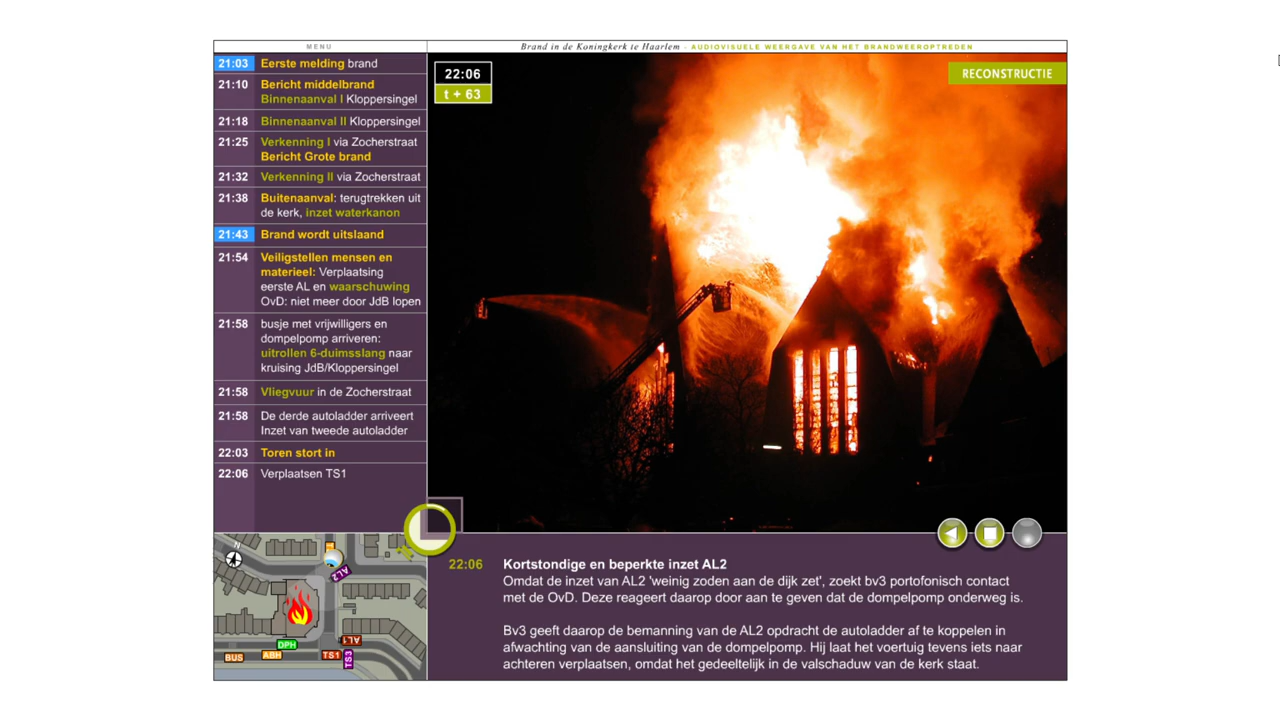 MENU
Brand in de Koningkerk te Haarlem - AUDIOVISUELE WEERGAVE VAN HET BRANDWEEROPTREDEN
21:03 Eerste melding brand
21:10 Bericht middelbrand
Binnenaanval I Kloppersingel
21:18 Binnenaanval II Kloppersingel
21:25 Verkenning I via Zocherstraat
Bericht Grote brand
21:32 Verkenning II via Zocherstraat
21:38 Buitenaanval: terugtrekken uit
de kerk, inzet waterkanon
21:43 Brand wordt uitslaand
21:54 Veiligstellen mensen en
materieel: Verplaatsing
eerste AL en waarschuwing
OvD: niet meer door JdB lopen
21:58 busje met vrijwilligers en
dompelpomp arriveren:
uitrollen 6-duimsslang naar
kruising JdB/Kloppersingel
21:58 Vliegvuur in de Zocherstraat
21:58 De derde autoladder arriveert
Inzet van tweede autoladder
22:03 Toren stort in
22:06 Verplaatsen TS1
22:06
t + 63
RECONSTRUCTIE
N
AL2
DPH
AL1
BUS
ABH
TS1
TS3
22:06 Kortstondige en beperkte inzet AL2
Omdat de inzet van AL2 'weinig zoden aan de dijk zet', zoekt bv3 portofonisch contact
met de OvD. Deze reageert daarop door aan te geven dat de dompelpomp onderweg is.
Bv3 geeft daarop de bemanning van de AL2 opdracht de autoladder af te koppelen in
afwachting van de aansluiting van de dompelpomp. Hij laat het voertuig tevens iets naar
achteren verplaatsen, omdat het gedeeltelijk in de valschaduw van de kerk staat.